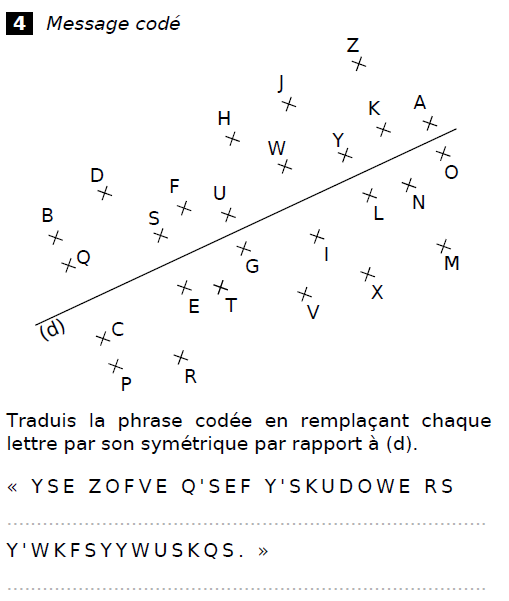 4 Message codé
Z
J
K A
H
W Y
O
D
F U
L N
B
S
Q
G I M
X
E T V
(d)
C
P R
Traduis la phrase codée en remplaçant chaque
lettre par son symétrique par rapport à (d).
« YSE ZOFVE Q'SEF Y'SKUDOWE RS
Y'WKFSYYWUSKQS. »